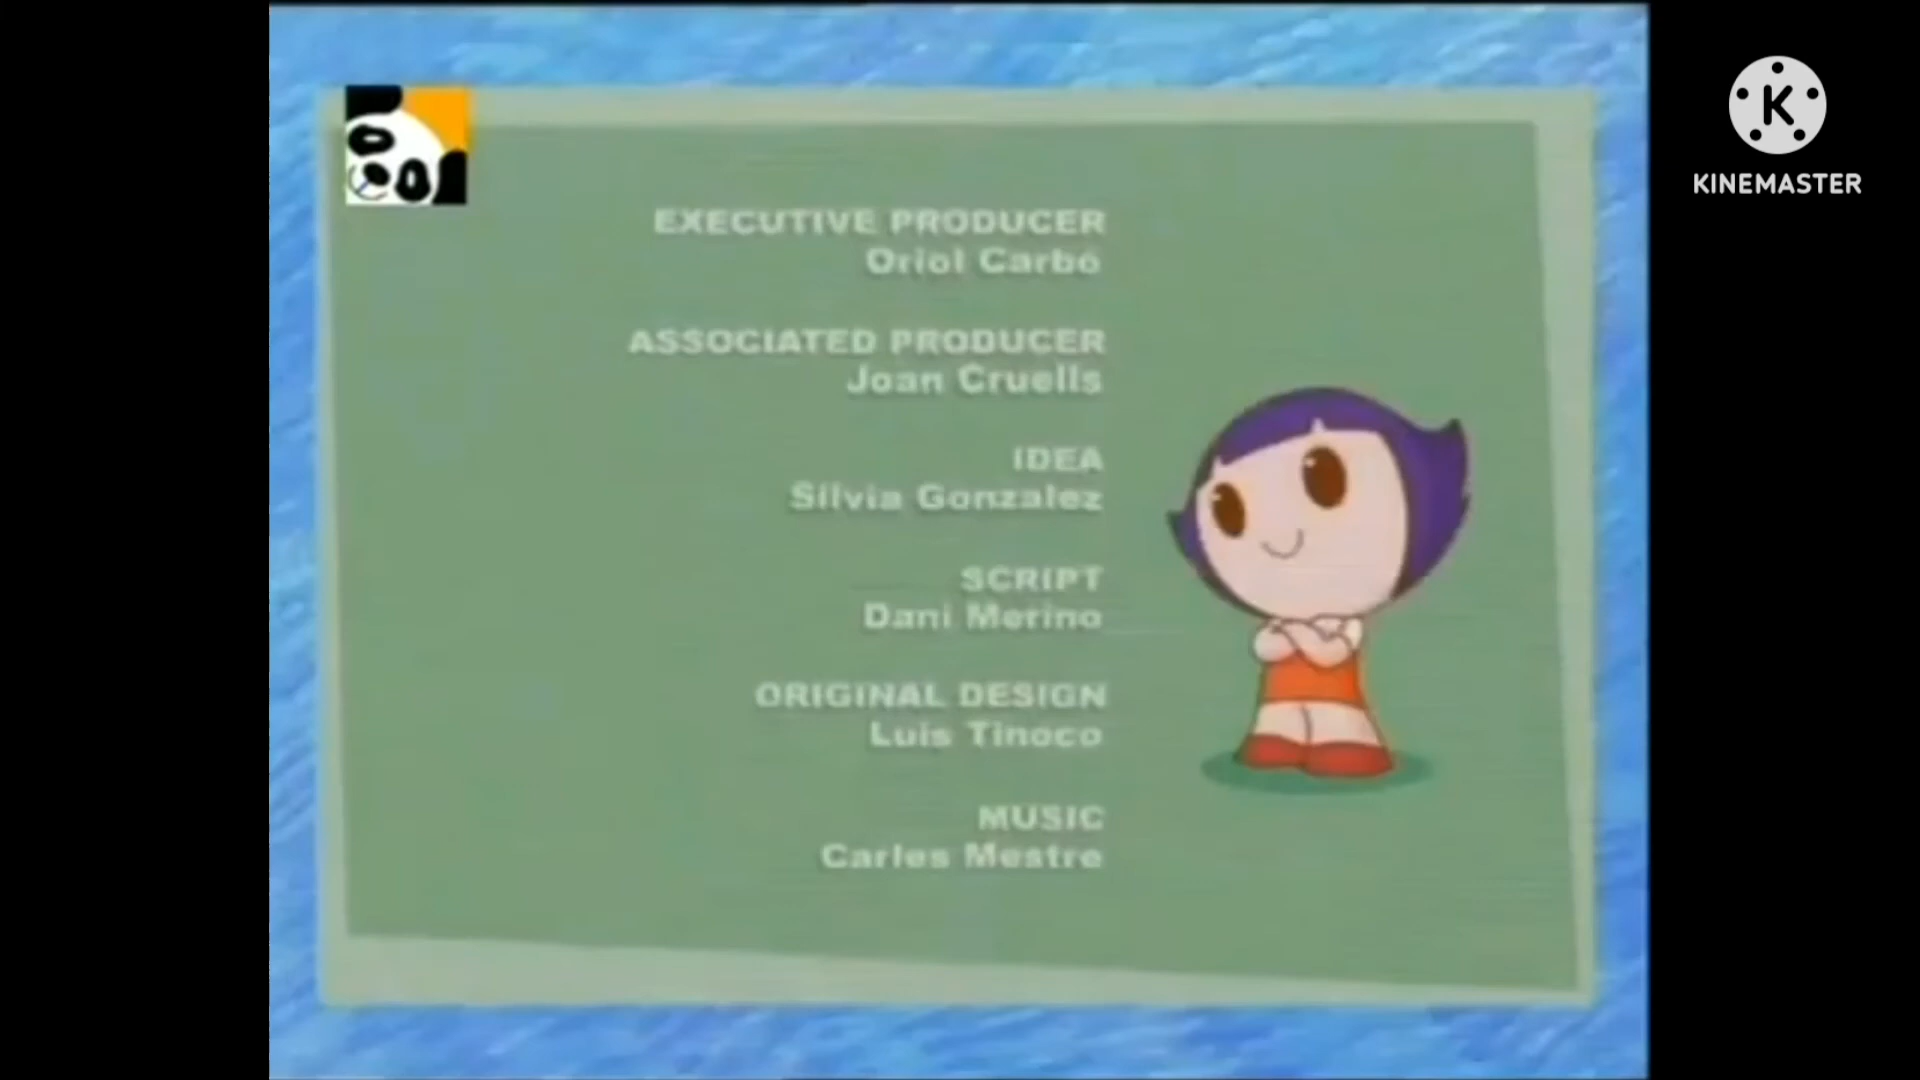 EXECUTIVE PRODUCER
Oriol Carbó
ASSOCIATED PRODUCER
Joan Cruells
IDEA
Sílvia Gonzalez
SCRIPT
Dani Merino
ORIGINAL DESIGN
Luis Tinoco
MUSIC
Carles Mestre
K
KINEMASTER